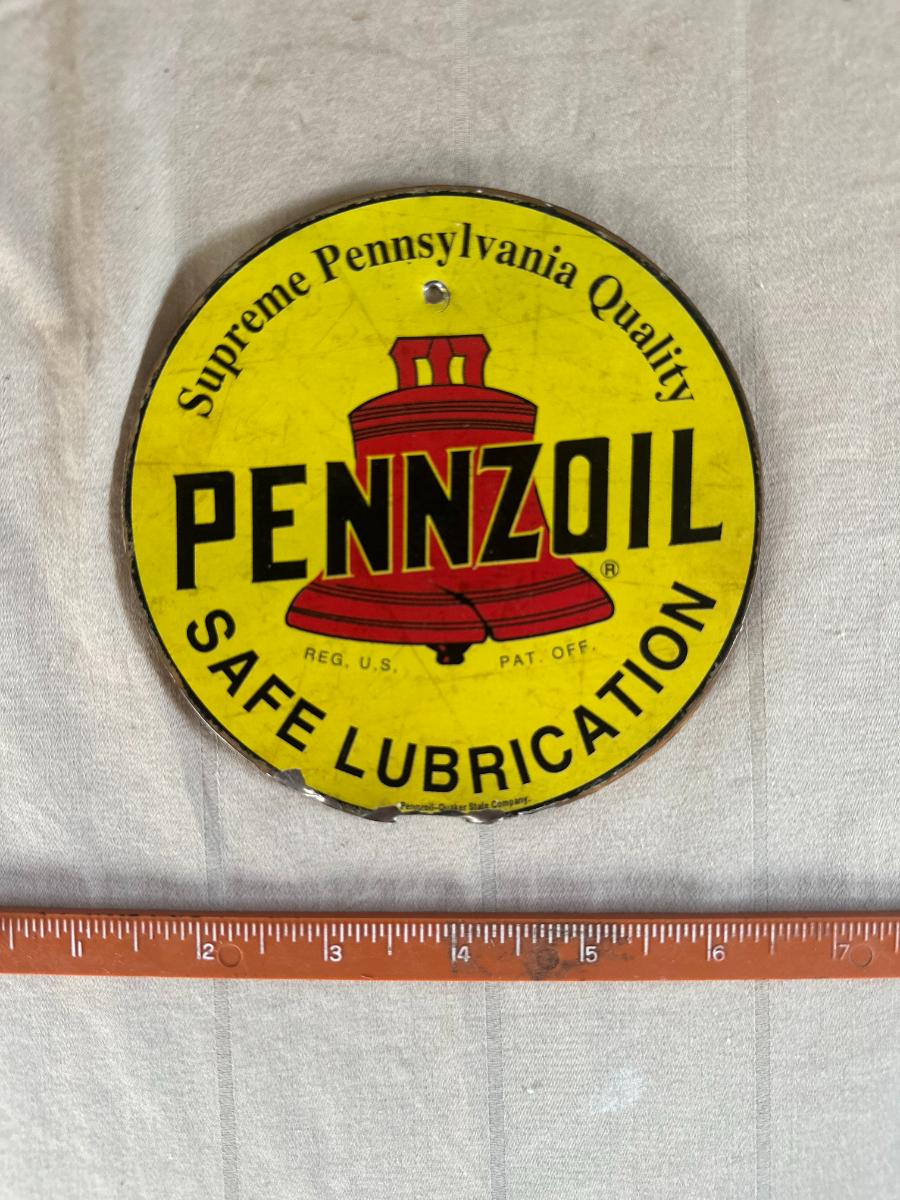 Supreme Pennsylvania Quality
PENNZOIL
®
REG. U.S. PAT. OFF.
SAFE LUBRICATION
Pennzoil-Quaker State Company.
1 2 3 4 5 6 7